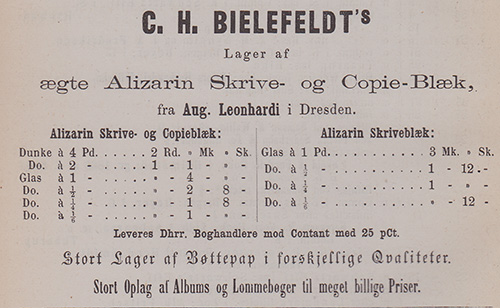 C. H. BIELEFELDT's
Lager af
ægte Alizarin Skrive- og Copie-Blæk,
fra Aug. Leonhardi i Dresden.
Alizarin Skrive- og Copieblæk:
Dunke à 4 Pd. . . . . . . 2 Rd. " Mk " Sk.
Do. à 2 - . . . . . . 1 - 1 - " -
Glas à 1 - . . . . . . " - 4 - " -
Do. à ½ - . . . . . . " - 2 - 8 -
Do. à ¼ - . . . . . . " - 1 - 8 -
Do. à ⅙ - . . . . . . " - 1 - " -
Alizarin Skriveblæk:
Glas à 1 Pd. . . . . . . . 3 Mk. " Sk.
Do. à ½ - . . . . . . . 1 - 12. -
Do. à ¼ - . . . . . . . 1 - " -
Do. à ⅙ - . . . . . . . " - 12 -
Leveres Dhrr. Boghandlere mod Contant med 25 pCt.
Stort Lager af Bøttepap i forskjellige Qvaliteter.
Stort Oplag af Albums og Lommebøger til meget billige Priser.